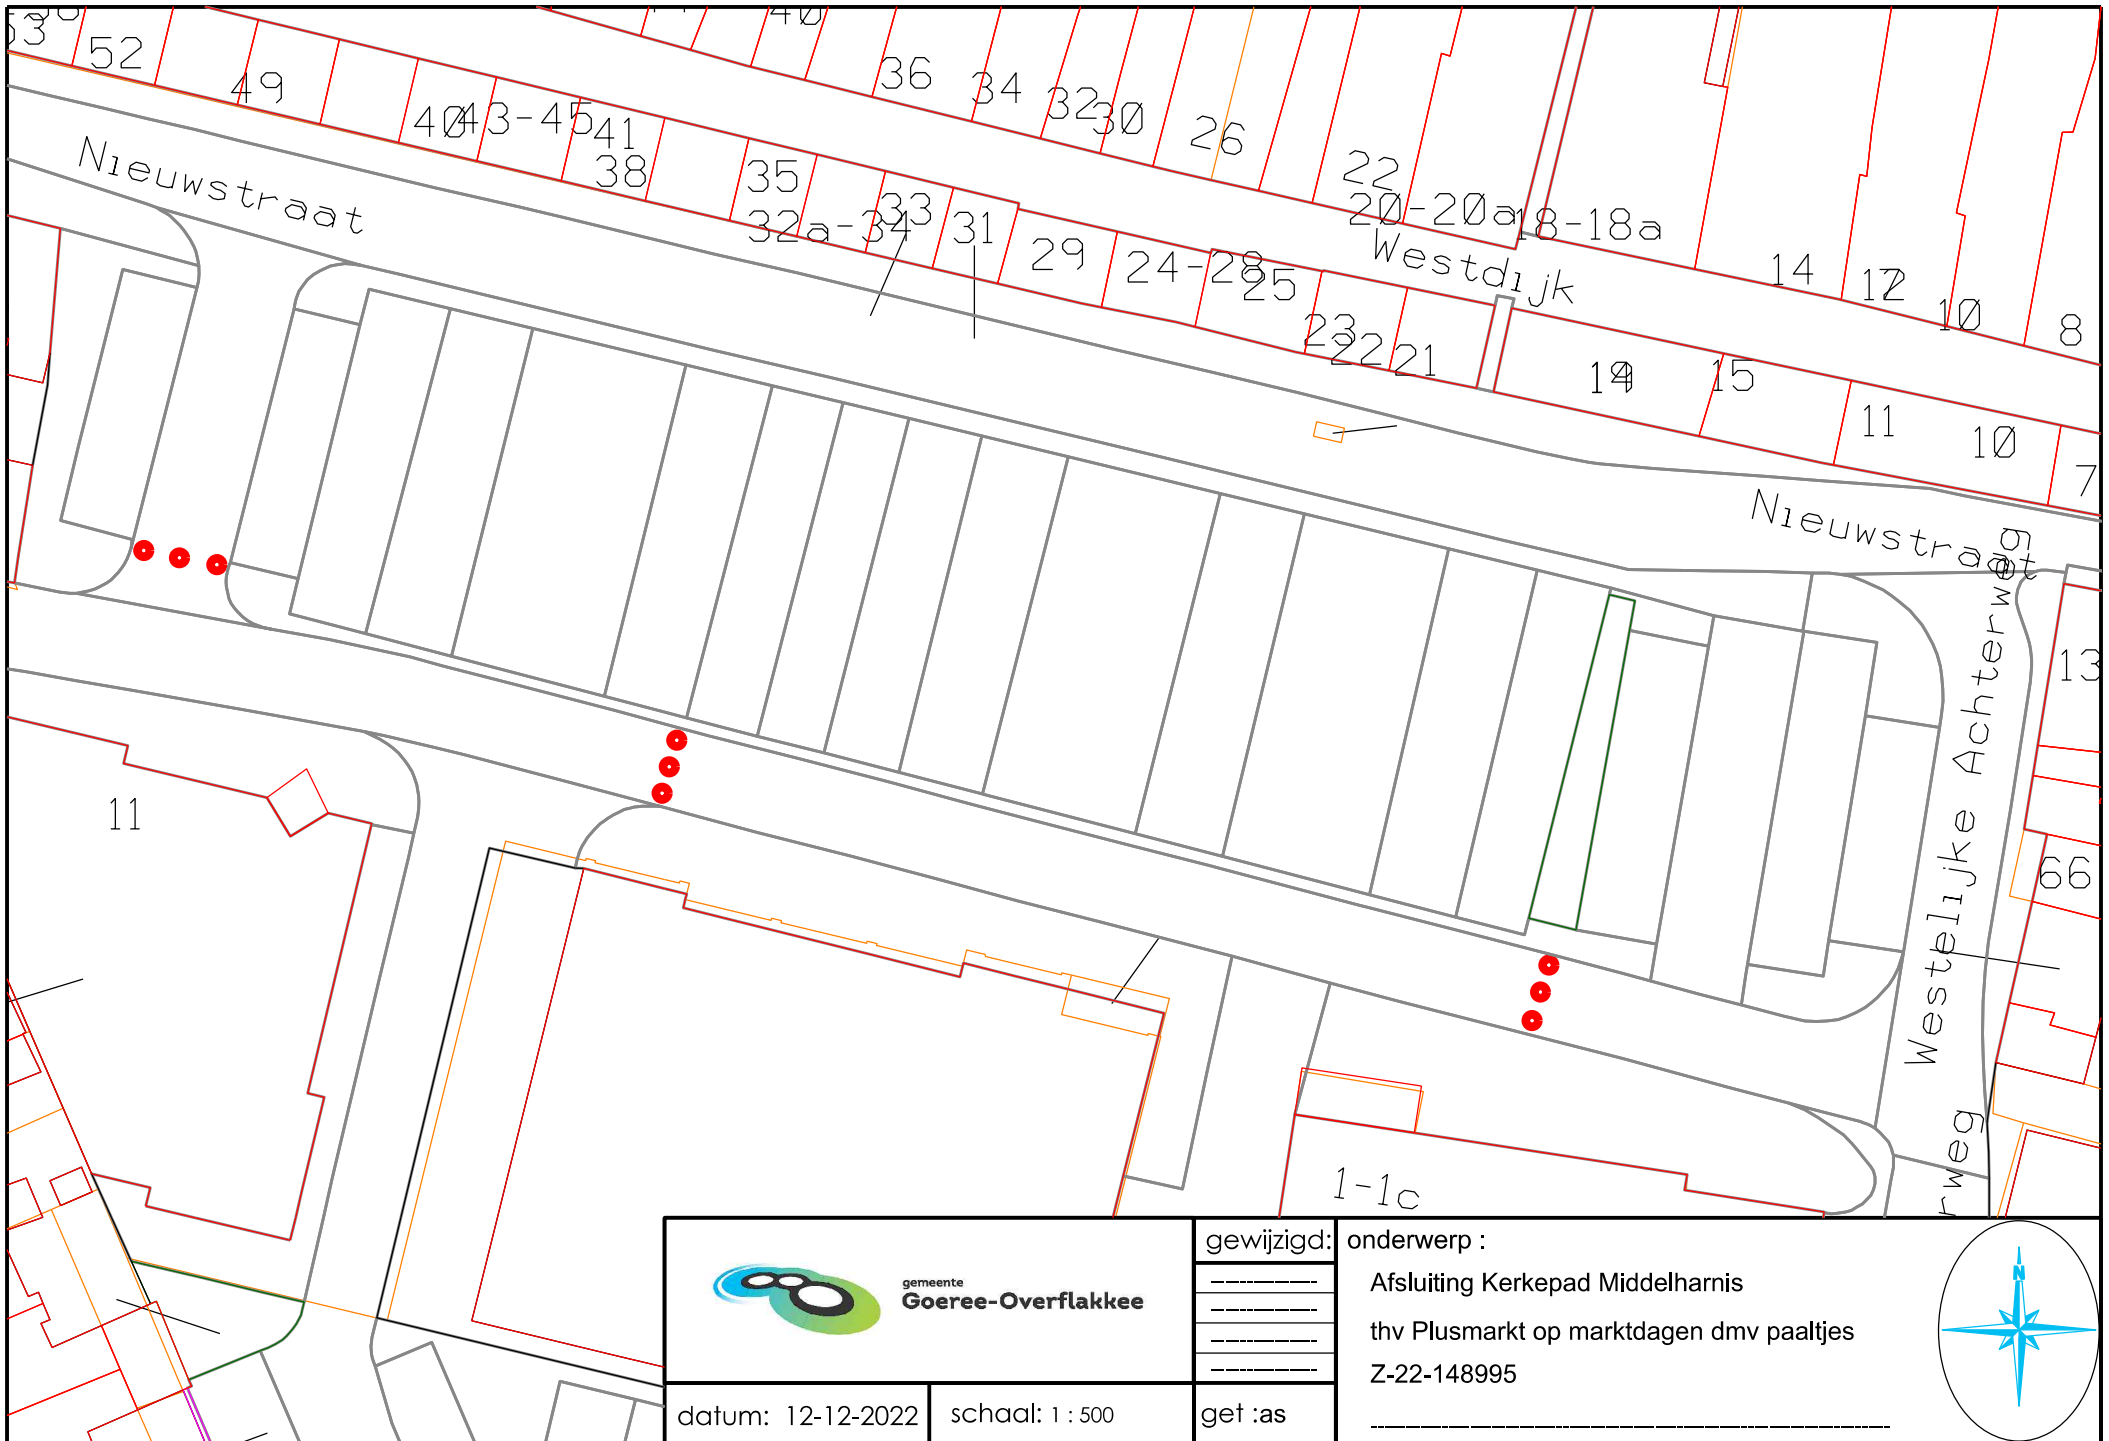 52
49
40
43-45
41
38
35
32a-34
33
31
29
24-28
25
23
22
21
36
34
32
30
26
22
20-20a
18-18a
14
12
10
8
19
15
11
10
7
Nieuwstraat
Westdijk
Nieuwstraat
Westelijke Achterweg
13
66
11
1-1c
rweg
gemeente
Goeree-Overflakkee
gewijzigd:
onderwerp :
Afsluiting Kerkepad Middelharnis
thv Plusmarkt op marktdagen dmv paaltjes
Z-22-148995
datum: 12-12-2022
schaal: 1 : 500
get :as
N